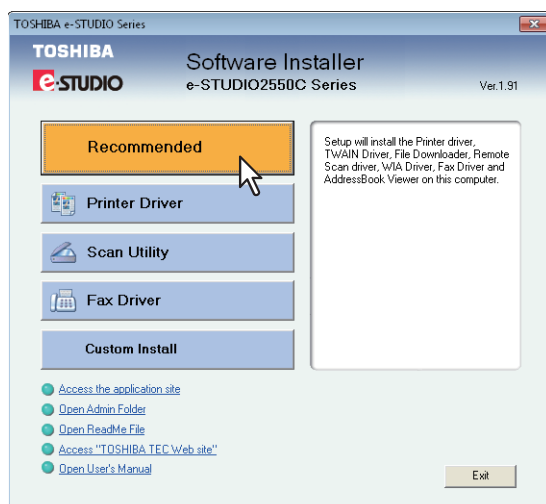 TOSHIBA e-STUDIO Series
TOSHIBA
e-STUDIO
Software Installer
e-STUDIO2550C Series
Ver.1.91
Recommended
Printer Driver
Scan Utility
Fax Driver
Custom Install
Setup will install the Printer driver,
TWAIN Driver, File Downloader, Remote
Scan driver, WIA Driver, Fax Driver and
AddressBook Viewer on this computer.
Access the application site
Open Admin Folder
Open ReadMe File
Access "TOSHIBA TEC Web site"
Open User's Manual
Exit